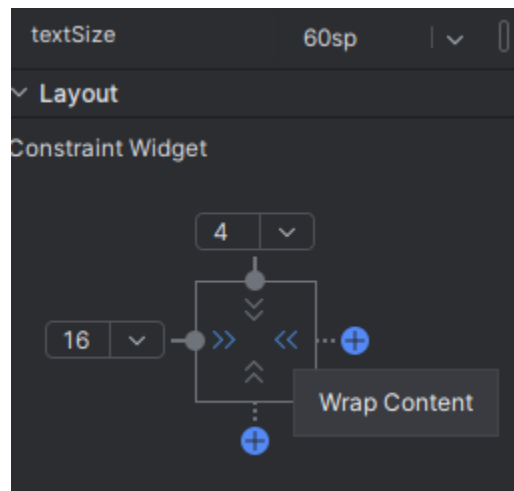 textSize 60sp
Layout
Constraint Widget
4
16
Wrap Content